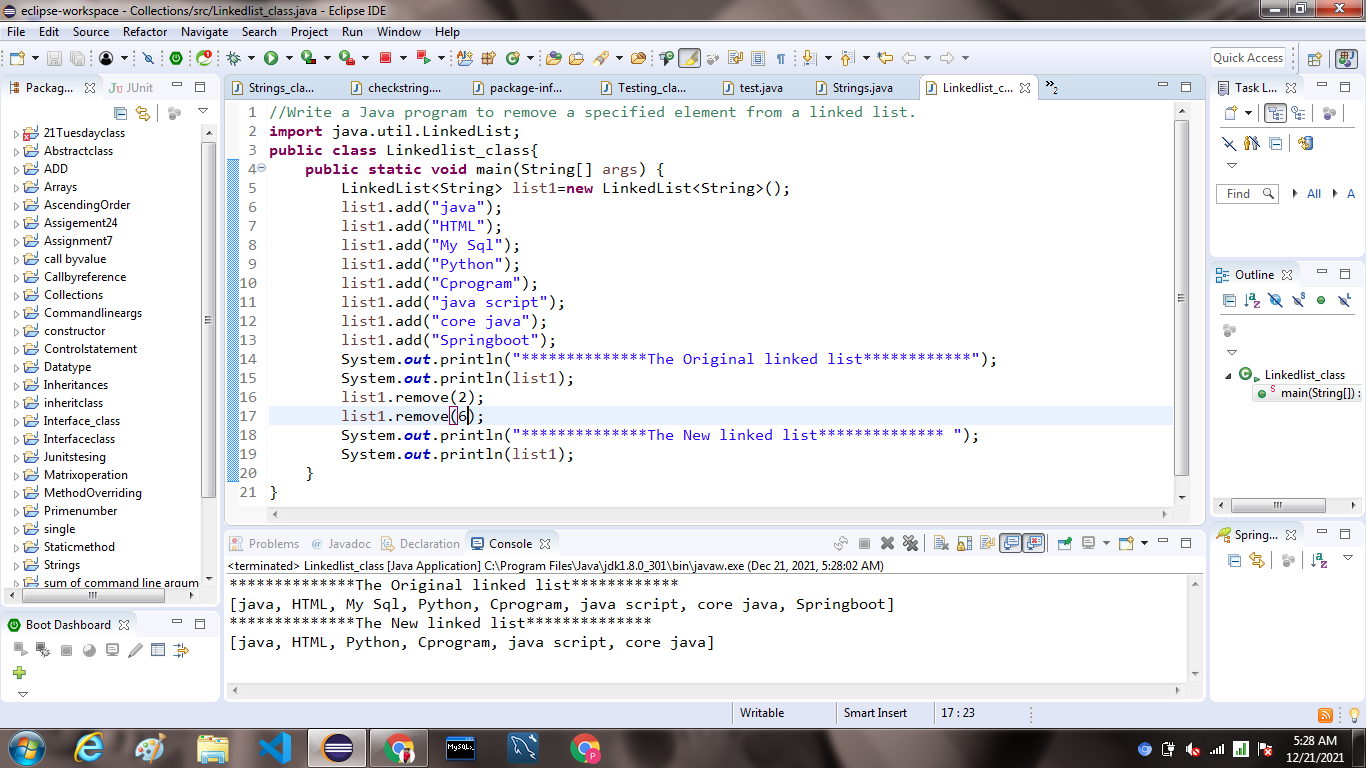 eclipse-workspace - Collections/src/Linkedlist_class.java - Eclipse IDE
File Edit Source Refactor Navigate Search Project Run Window Help
Quick Access
Packag... JUnit
21Tuesdayclass
Abstractclass
ADD
Arrays
AscendingOrder
Assigement24
Assignment7
call byvalue
Callbyreference
Collections
Commandlineargs
constructor
Controlstatement
Datatype
Inheritances
inheritclass
Interface_class
Interfaceclass
Junitstesing
Matrixoperation
MethodOverriding
Primenumber
single
Staticmethod
Strings
sum of command line argum
Boot Dashboard
Strings_cla... checkstring.... package-inf... Testing_cla... test.java Strings.java Linkedlist_c... »2
1 //Write a Java program to remove a specified element from a linked list.
2 import java.util.LinkedList;
3 public class Linkedlist_class{
4 public static void main(String[] args) {
5 LinkedList<String> list1=new LinkedList<String>();
6 list1.add("java");
7 list1.add("HTML");
8 list1.add("My Sql");
9 list1.add("Python");
10 list1.add("Cprogram");
11 list1.add("java script");
12 list1.add("core java");
13 list1.add("Springboot");
14 System.out.println("**************The Original linked list************");
15 System.out.println(list1);
16 list1.remove(2);
17 list1.remove(6);
18 System.out.println("**************The New linked list************** ");
19 System.out.println(list1);
20 }
21 }
Problems @ Javadoc Declaration Console
<terminated> Linkedlist_class [Java Application] C:\Program Files\Java\jdk1.8.0_301\bin\javaw.exe (Dec 21, 2021, 5:28:02 AM)
**************The Original linked list************
[java, HTML, My Sql, Python, Cprogram, java script, core java, Springboot]
**************The New linked list**************
[java, HTML, Python, Cprogram, java script, core java]
Task L...
Find All A
Outline
Linkedlist_class
main(String[]) :
Spring...
Writable Smart Insert 17 : 23
MySQL
5:28 AM
12/21/2021